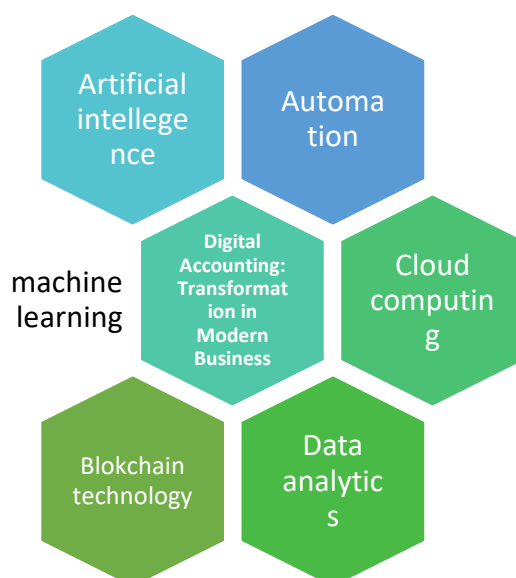 Artificial
intellege
nce
Automa
tion
machine
learning
Digital
Accounting:
Transformat
ion in
Modern
Business
Cloud
computin
g
Blokchain
technology
Data
analytic
s